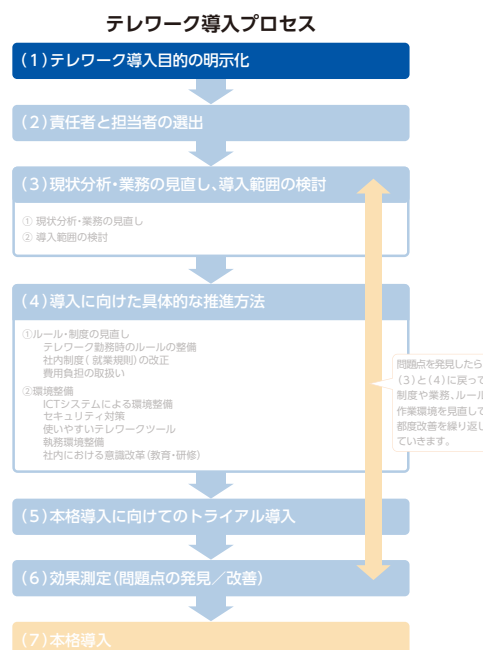 テレワーク導入プロセス
(1)テレワーク導入目的の明示化
(2)責任者と担当者の選出
(3)現状分析・業務の見直し、導入範囲の検討
① 現状分析・業務の見直し
② 導入範囲の検討
(4)導入に向けた具体的な推進方法
①ルール・制度の見直し
テレワーク勤務時のルールの整備
社内制度(就業規則)の改正
費用負担の取扱い
②環境整備
ICTシステムによる環境整備
セキュリティ対策
使いやすいテレワークツール
執務環境整備
社内における意識改革(教育・研修)
問題点を発見したら
(3)と(4)に戻って
制度や業務、ルール
作業環境を見直して
都度改善を繰り返し
ていきます。
(5)本格導入に向けてのトライアル導入
(6)効果測定(問題点の発見／改善)
(7)本格導入